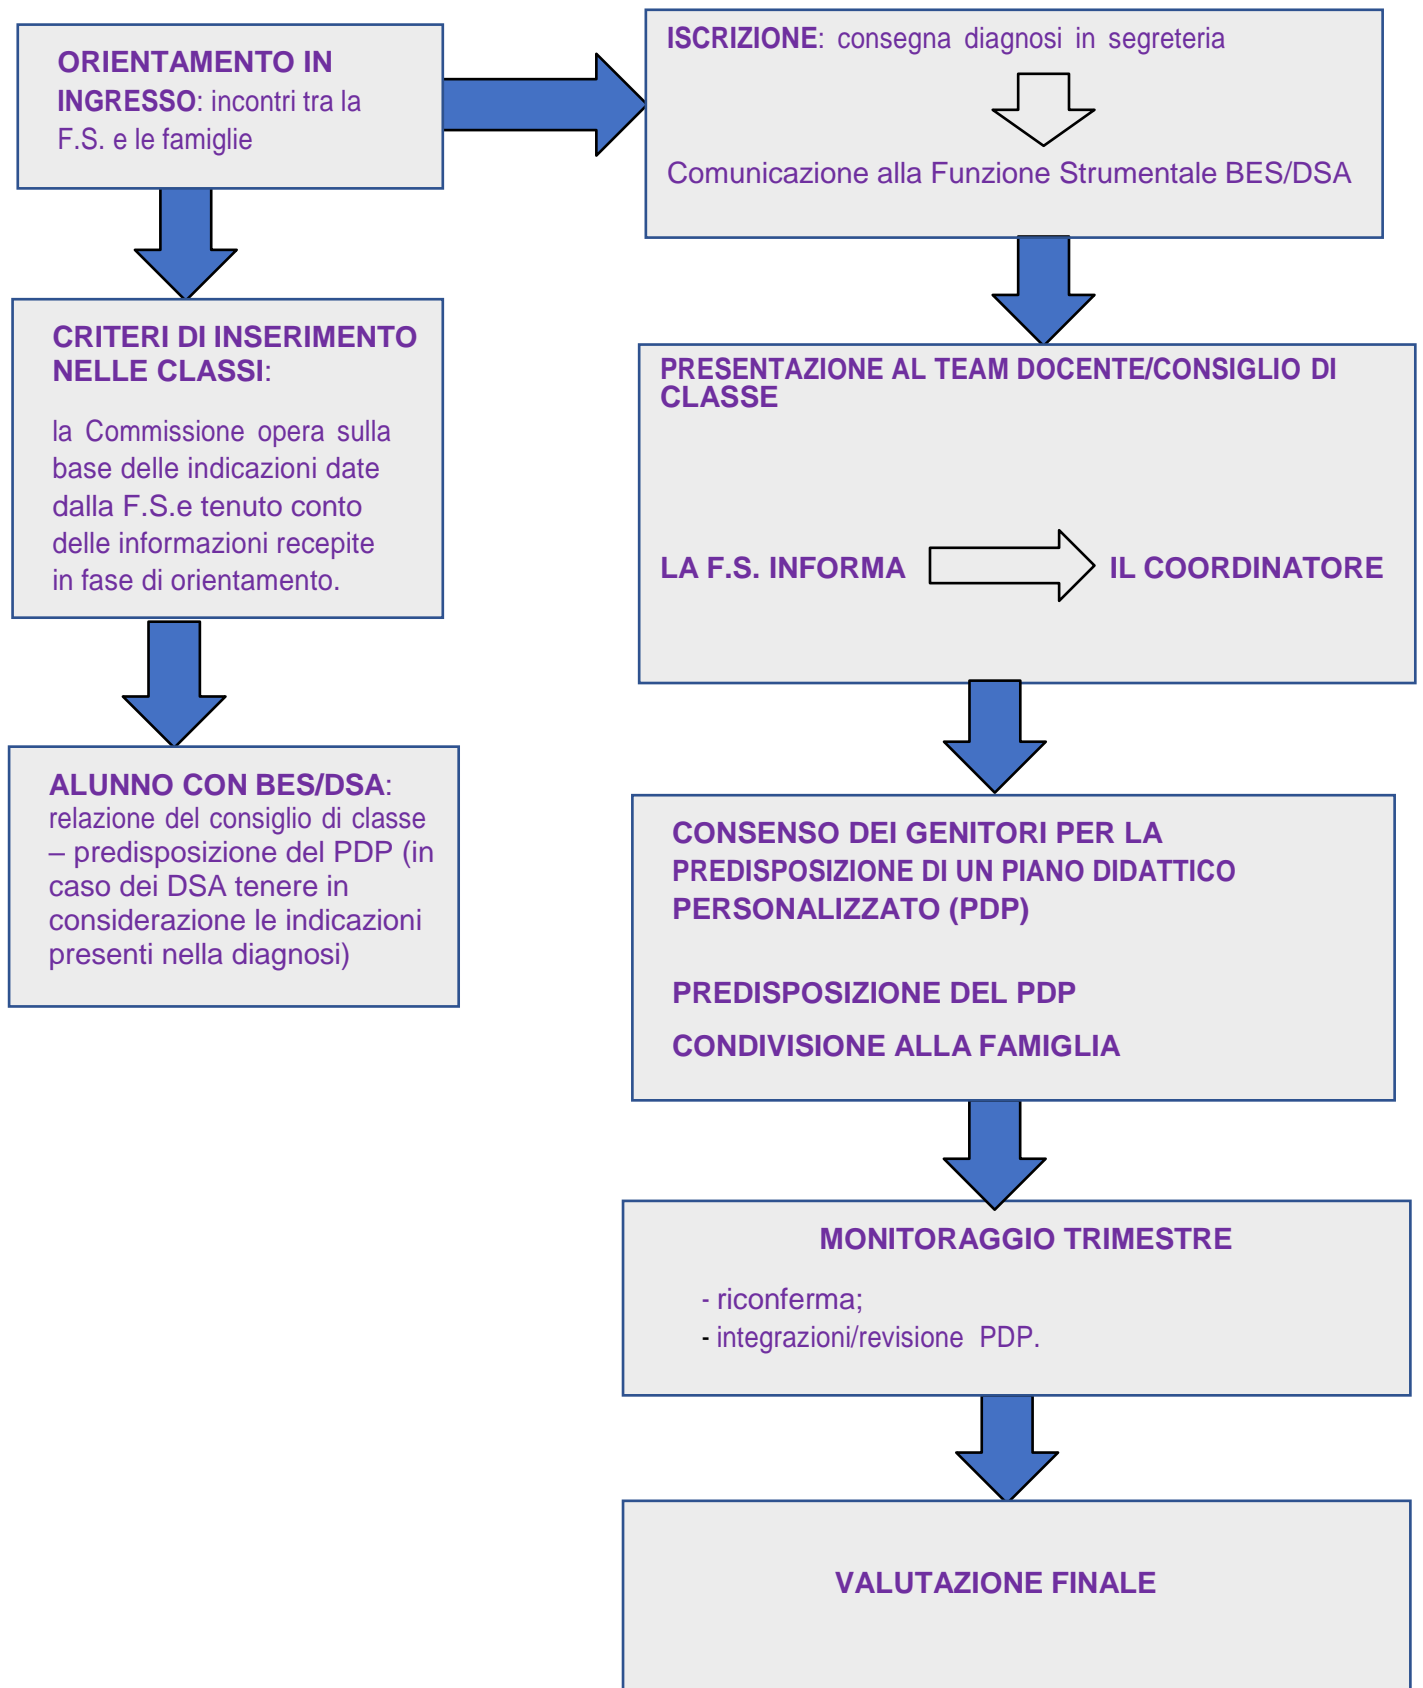 ORIENTAMENTO IN
INGRESSO: incontri tra la
F.S. e le famiglie
ISCRIZIONE: consegna diagnosi in segreteria
Comunicazione alla Funzione Strumentale BES/DSA
CRITERI DI INSERIMENTO
NELLE CLASSI:
la Commissione opera sulla
base delle indicazioni date
dalla F.S.e tenuto conto
delle informazioni recepite
in fase di orientamento.
PRESENTAZIONE AL TEAM DOCENTE/CONSIGLIO DI
CLASSE
LA F.S. INFORMA IL COORDINATORE
ALUNNO CON BES/DSA:
relazione del consiglio di classe
– predisposizione del PDP (in
caso dei DSA tenere in
considerazione le indicazioni
presenti nella diagnosi)
CONSENSO DEI GENITORI PER LA
PREDISPOSIZIONE DI UN PIANO DIDATTICO
PERSONALIZZATO (PDP)
PREDISPOSIZIONE DEL PDP
CONDIVISIONE ALLA FAMIGLIA
MONITORAGGIO TRIMESTRE
- riconferma;
- integrazioni/revisione PDP.
VALUTAZIONE FINALE